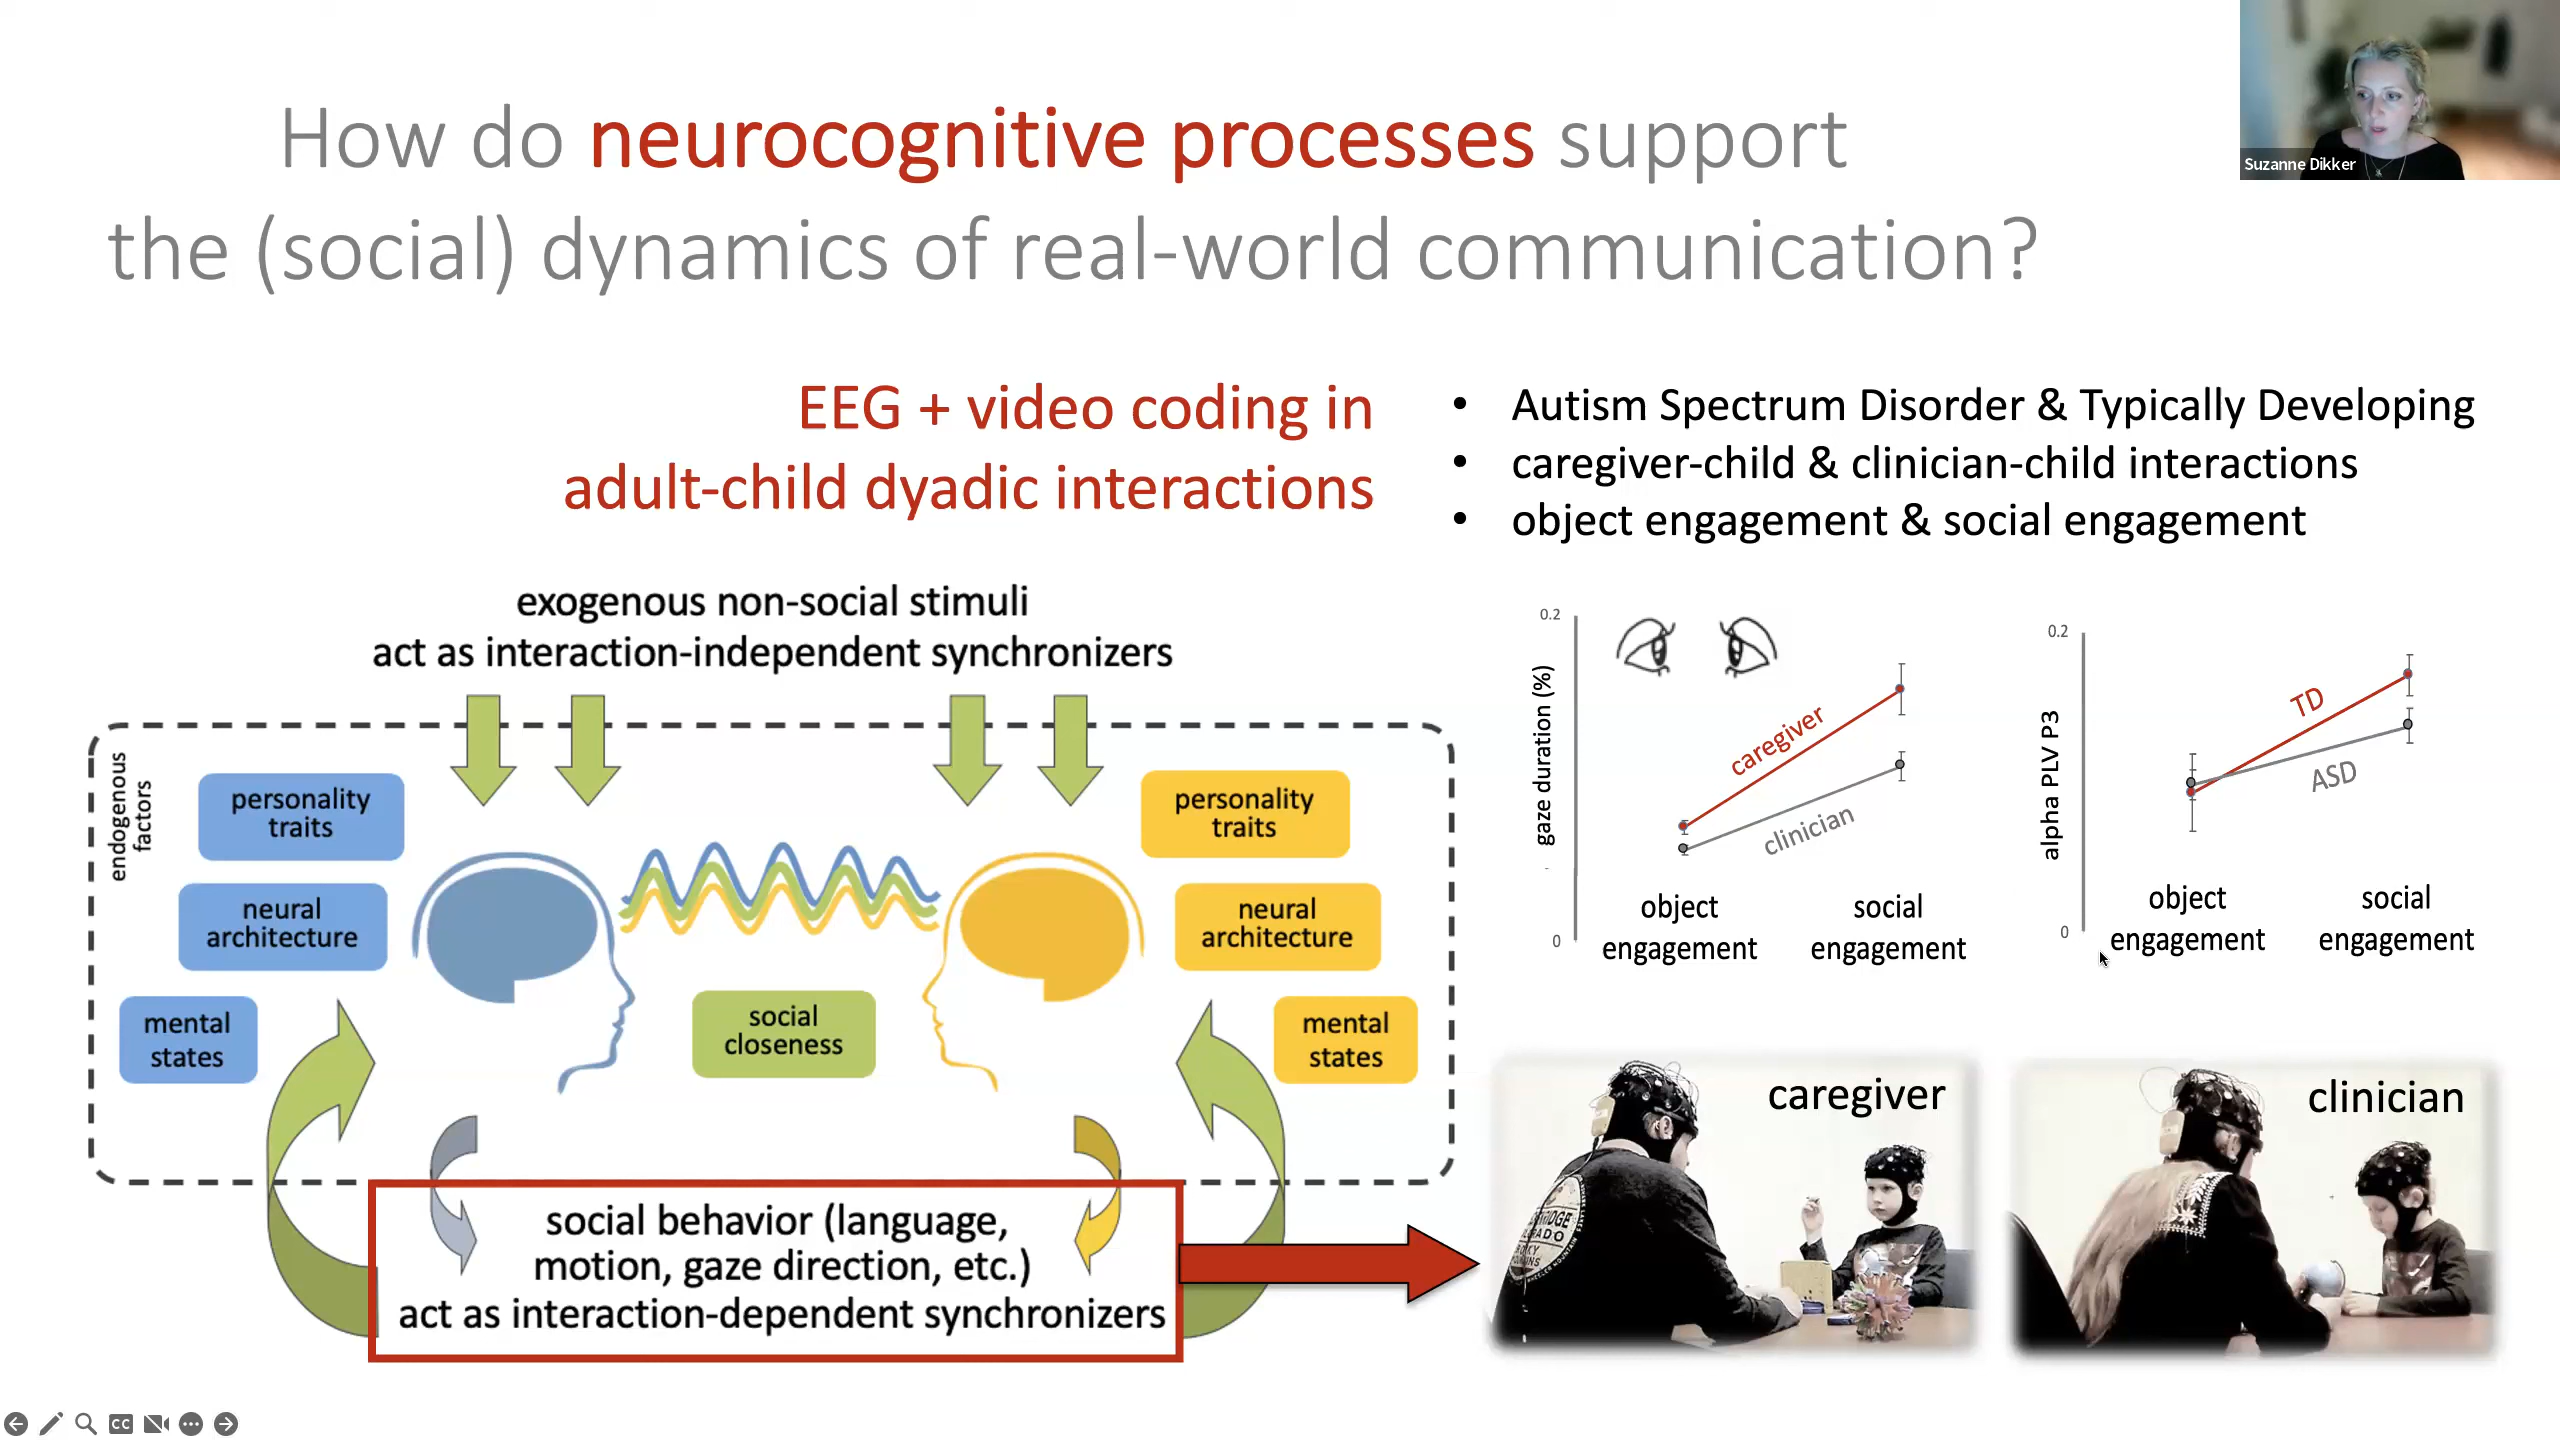 How do neurocognitive processes support
the (social) dynamics of real-world communication?
Suzanne Dikker
EEG + video coding in
adult-child dyadic interactions
• Autism Spectrum Disorder & Typically Developing
• caregiver-child & clinician-child interactions
• object engagement & social engagement
exogenous non-social stimuli
act as interaction-independent synchronizers
endogenous
factors
personality
traits
neural
architecture
mental
states
social
closeness
personality
traits
neural
architecture
mental
states
social behavior (language,
motion, gaze direction, etc.)
act as interaction-dependent synchronizers
0.2
gaze duration (%)
caregiver
clinician
0
object
engagement
social
engagement
0.2
alpha PLV P3
TD
ASD
0
object
engagement
social
engagement
caregiver
clinician
CC